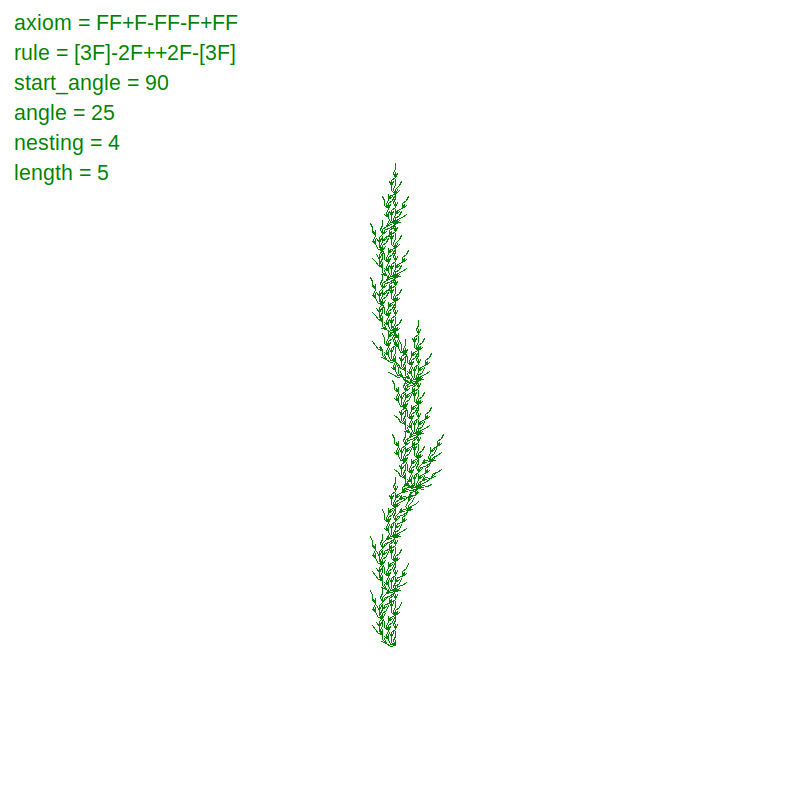 axiom = FF+F-FF-F+FF
rule = [3F]-2F++2F-[3F]
start_angle = 90
angle = 25
nesting = 4
length = 5